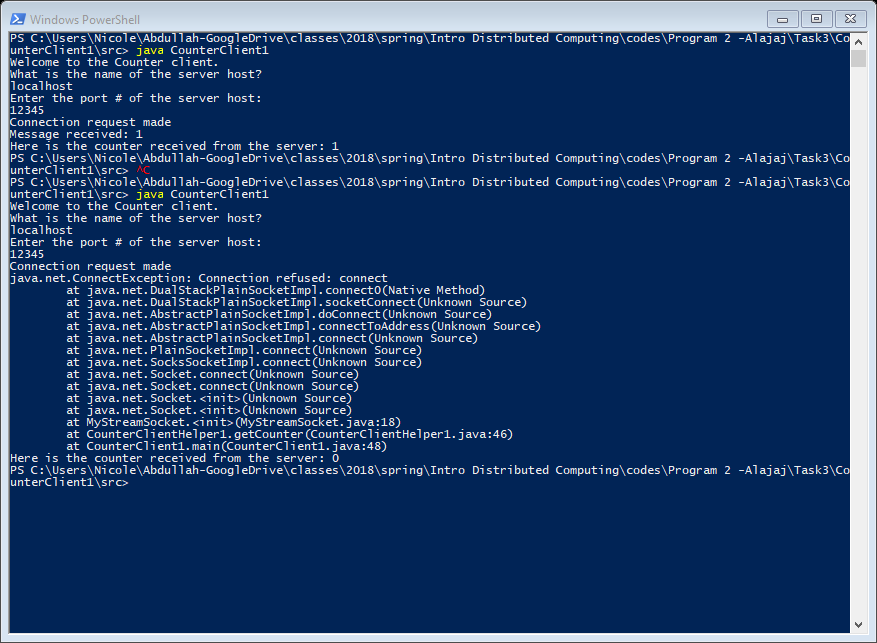 Windows PowerShell
PS C:\Users\Nicole\Abdullah-GoogleDrive\classes\2018\spring\Intro Distributed Computing\codes\Program 2 -Alajaj\Task3\Co
unterClient1\src> java CounterClient1
Welcome to the Counter client.
What is the name of the server host?
localhost
Enter the port # of the server host:
12345
Connection request made
Message received: 1
Here is the counter received from the server: 1
PS C:\Users\Nicole\Abdullah-GoogleDrive\classes\2018\spring\Intro Distributed Computing\codes\Program 2 -Alajaj\Task3\Co
unterClient1\src> ^C
PS C:\Users\Nicole\Abdullah-GoogleDrive\classes\2018\spring\Intro Distributed Computing\codes\Program 2 -Alajaj\Task3\Co
unterClient1\src> java CounterClient1
Welcome to the Counter client.
What is the name of the server host?
localhost
Enter the port # of the server host:
12345
Connection request made
java.net.ConnectException: Connection refused: connect
        at java.net.DualStackPlainSocketImpl.connect0(Native Method)
        at java.net.DualStackPlainSocketImpl.socketConnect(Unknown Source)
        at java.net.AbstractPlainSocketImpl.doConnect(Unknown Source)
        at java.net.AbstractPlainSocketImpl.connectToAddress(Unknown Source)
        at java.net.AbstractPlainSocketImpl.connect(Unknown Source)
        at java.net.PlainSocketImpl.connect(Unknown Source)
        at java.net.SocksSocketImpl.connect(Unknown Source)
        at java.net.Socket.connect(Unknown Source)
        at java.net.Socket.connect(Unknown Source)
        at java.net.Socket.<init>(Unknown Source)
        at java.net.Socket.<init>(Unknown Source)
        at MyStreamSocket.<init>(MyStreamSocket.java:18)
        at CounterClientHelper1.getCounter(CounterClientHelper1.java:46)
        at CounterClient1.main(CounterClient1.java:48)
Here is the counter received from the server: 0
PS C:\Users\Nicole\Abdullah-GoogleDrive\classes\2018\spring\Intro Distributed Computing\codes\Program 2 -Alajaj\Task3\Co
unterClient1\src>